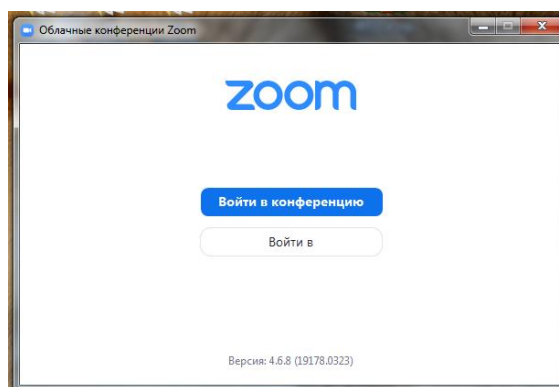 Облачные конференции Zoom
zoom
Войти в конференцию
Войти в
Версия: 4.6.8 (19178.0323)